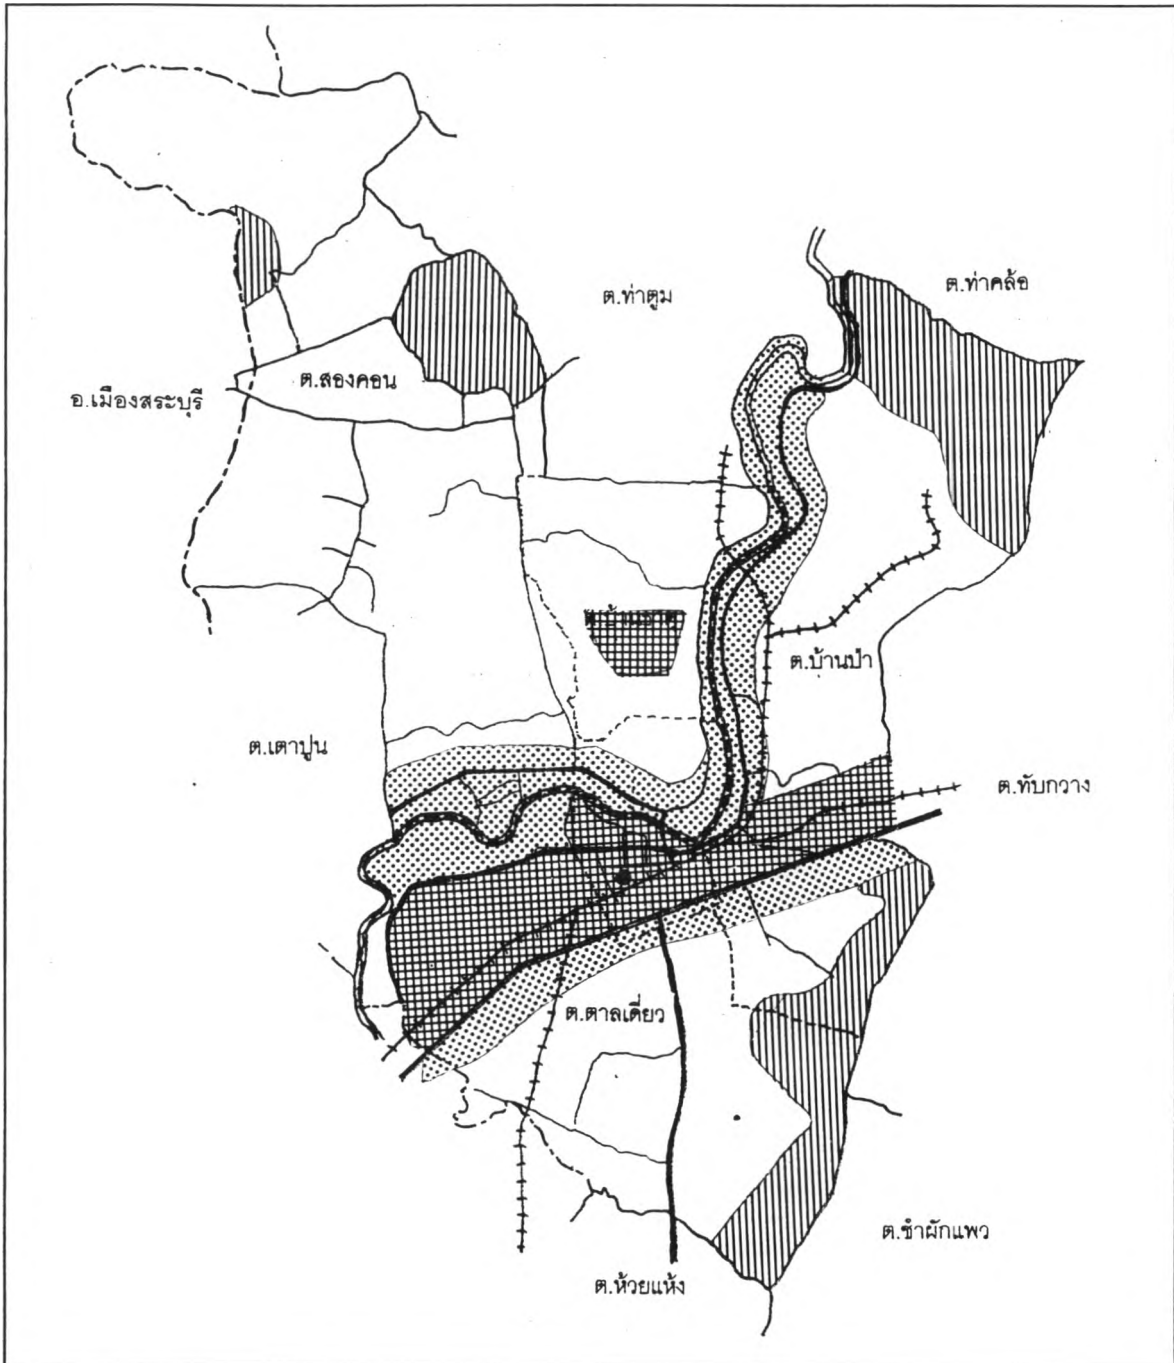 ต.ท่าตูม
ต.ท่าคล้อ
ต.สองคอน
อ.เมืองสระบุรี
ต.บ้านป่า
ต.เตาปูน
ต.ทับกวาง
ต.ตาลเดี่ยว
ต.ชำผักแพว
ต.ห้วยแห้ง